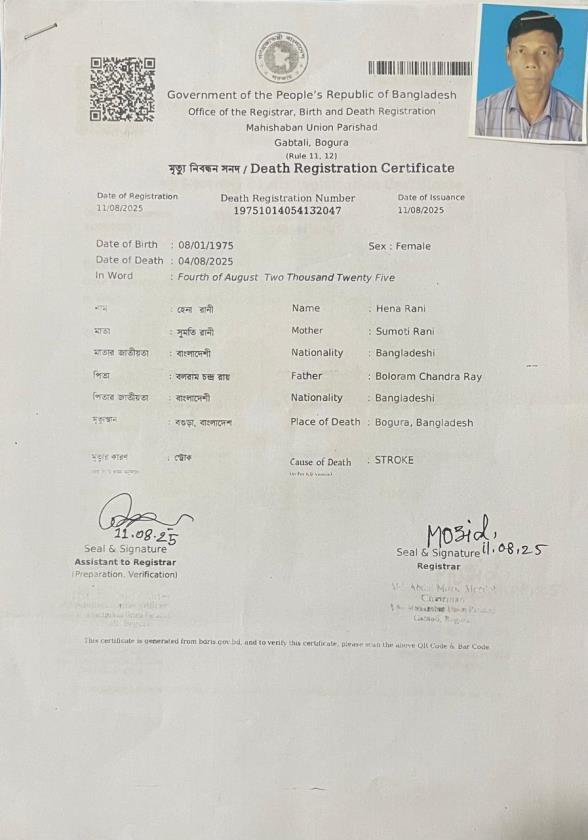 গণপ্রজাতন্ত্রী বাংলাদেশ
সরকার
Government of the People's Republic of Bangladesh
Office of the Registrar, Birth and Death Registration
Mahishaban Union Parishad
Gabtali, Bogura
(Rule 11, 12)
মৃত্যু নিবন্ধন সনদ / Death Registration Certificate
Date of Registration Death Registration Number Date of Issuance
11/08/2025 19751014054132047 11/08/2025
Date of Birth : 08/01/1975 Sex : Female
Date of Death : 04/08/2025
In Word : Fourth of August Two Thousand Twenty Five
নাম : হেনা রানী Name : Hena Rani
মাতা : সুমতি রানী Mother : Sumoti Rani
মাতার জাতীয়তা : বাংলাদেশী Nationality : Bangladeshi
পিতা : বলরাম চন্দ্র রায় Father : Boloram Chandra Ray
পিতার জাতীয়তা : বাংলাদেশী Nationality : Bangladeshi
মৃত্যুস্থান : বগুড়া, বাংলাদেশ Place of Death : Bogura, Bangladesh
মৃত্যুর কারণ : স্ট্রোক Cause of Death : STROKE
11.08.25 Mozid,
Seal & Signature Seal & Signature 11.08.25
Assistant to Registrar Registrar
(Preparation, Verification)
Chairman
This certificate is generated from bdris.gov.bd, and to verify this certificate, please scan the above QR Code & Bar Code.